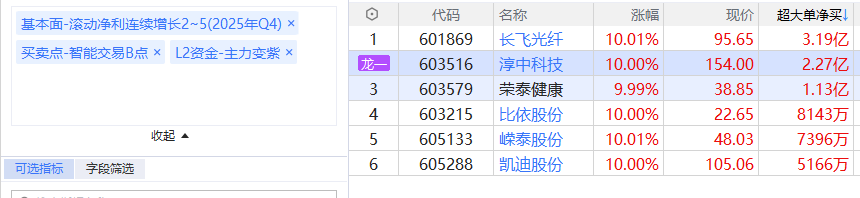 基本面-滚动净利连续增长2~5(2025年Q4) ×
买卖点-智能交易B点 × L2资金-主力变紫 ×
收起 ▲
可选指标 字段筛选
代码 名称 涨幅 现价 超大单净买↓
1 601869 长飞光纤 10.01% 95.65 3.19亿
龙一 603516 淳中科技 10.00% 154.00 2.27亿
3 603579 荣泰健康 9.99% 38.85 1.13亿
4 603215 比依股份 10.00% 22.65 8143万
5 605133 嵘泰股份 10.01% 48.03 7396万
6 605288 凯迪股份 10.00% 105.06 5166万